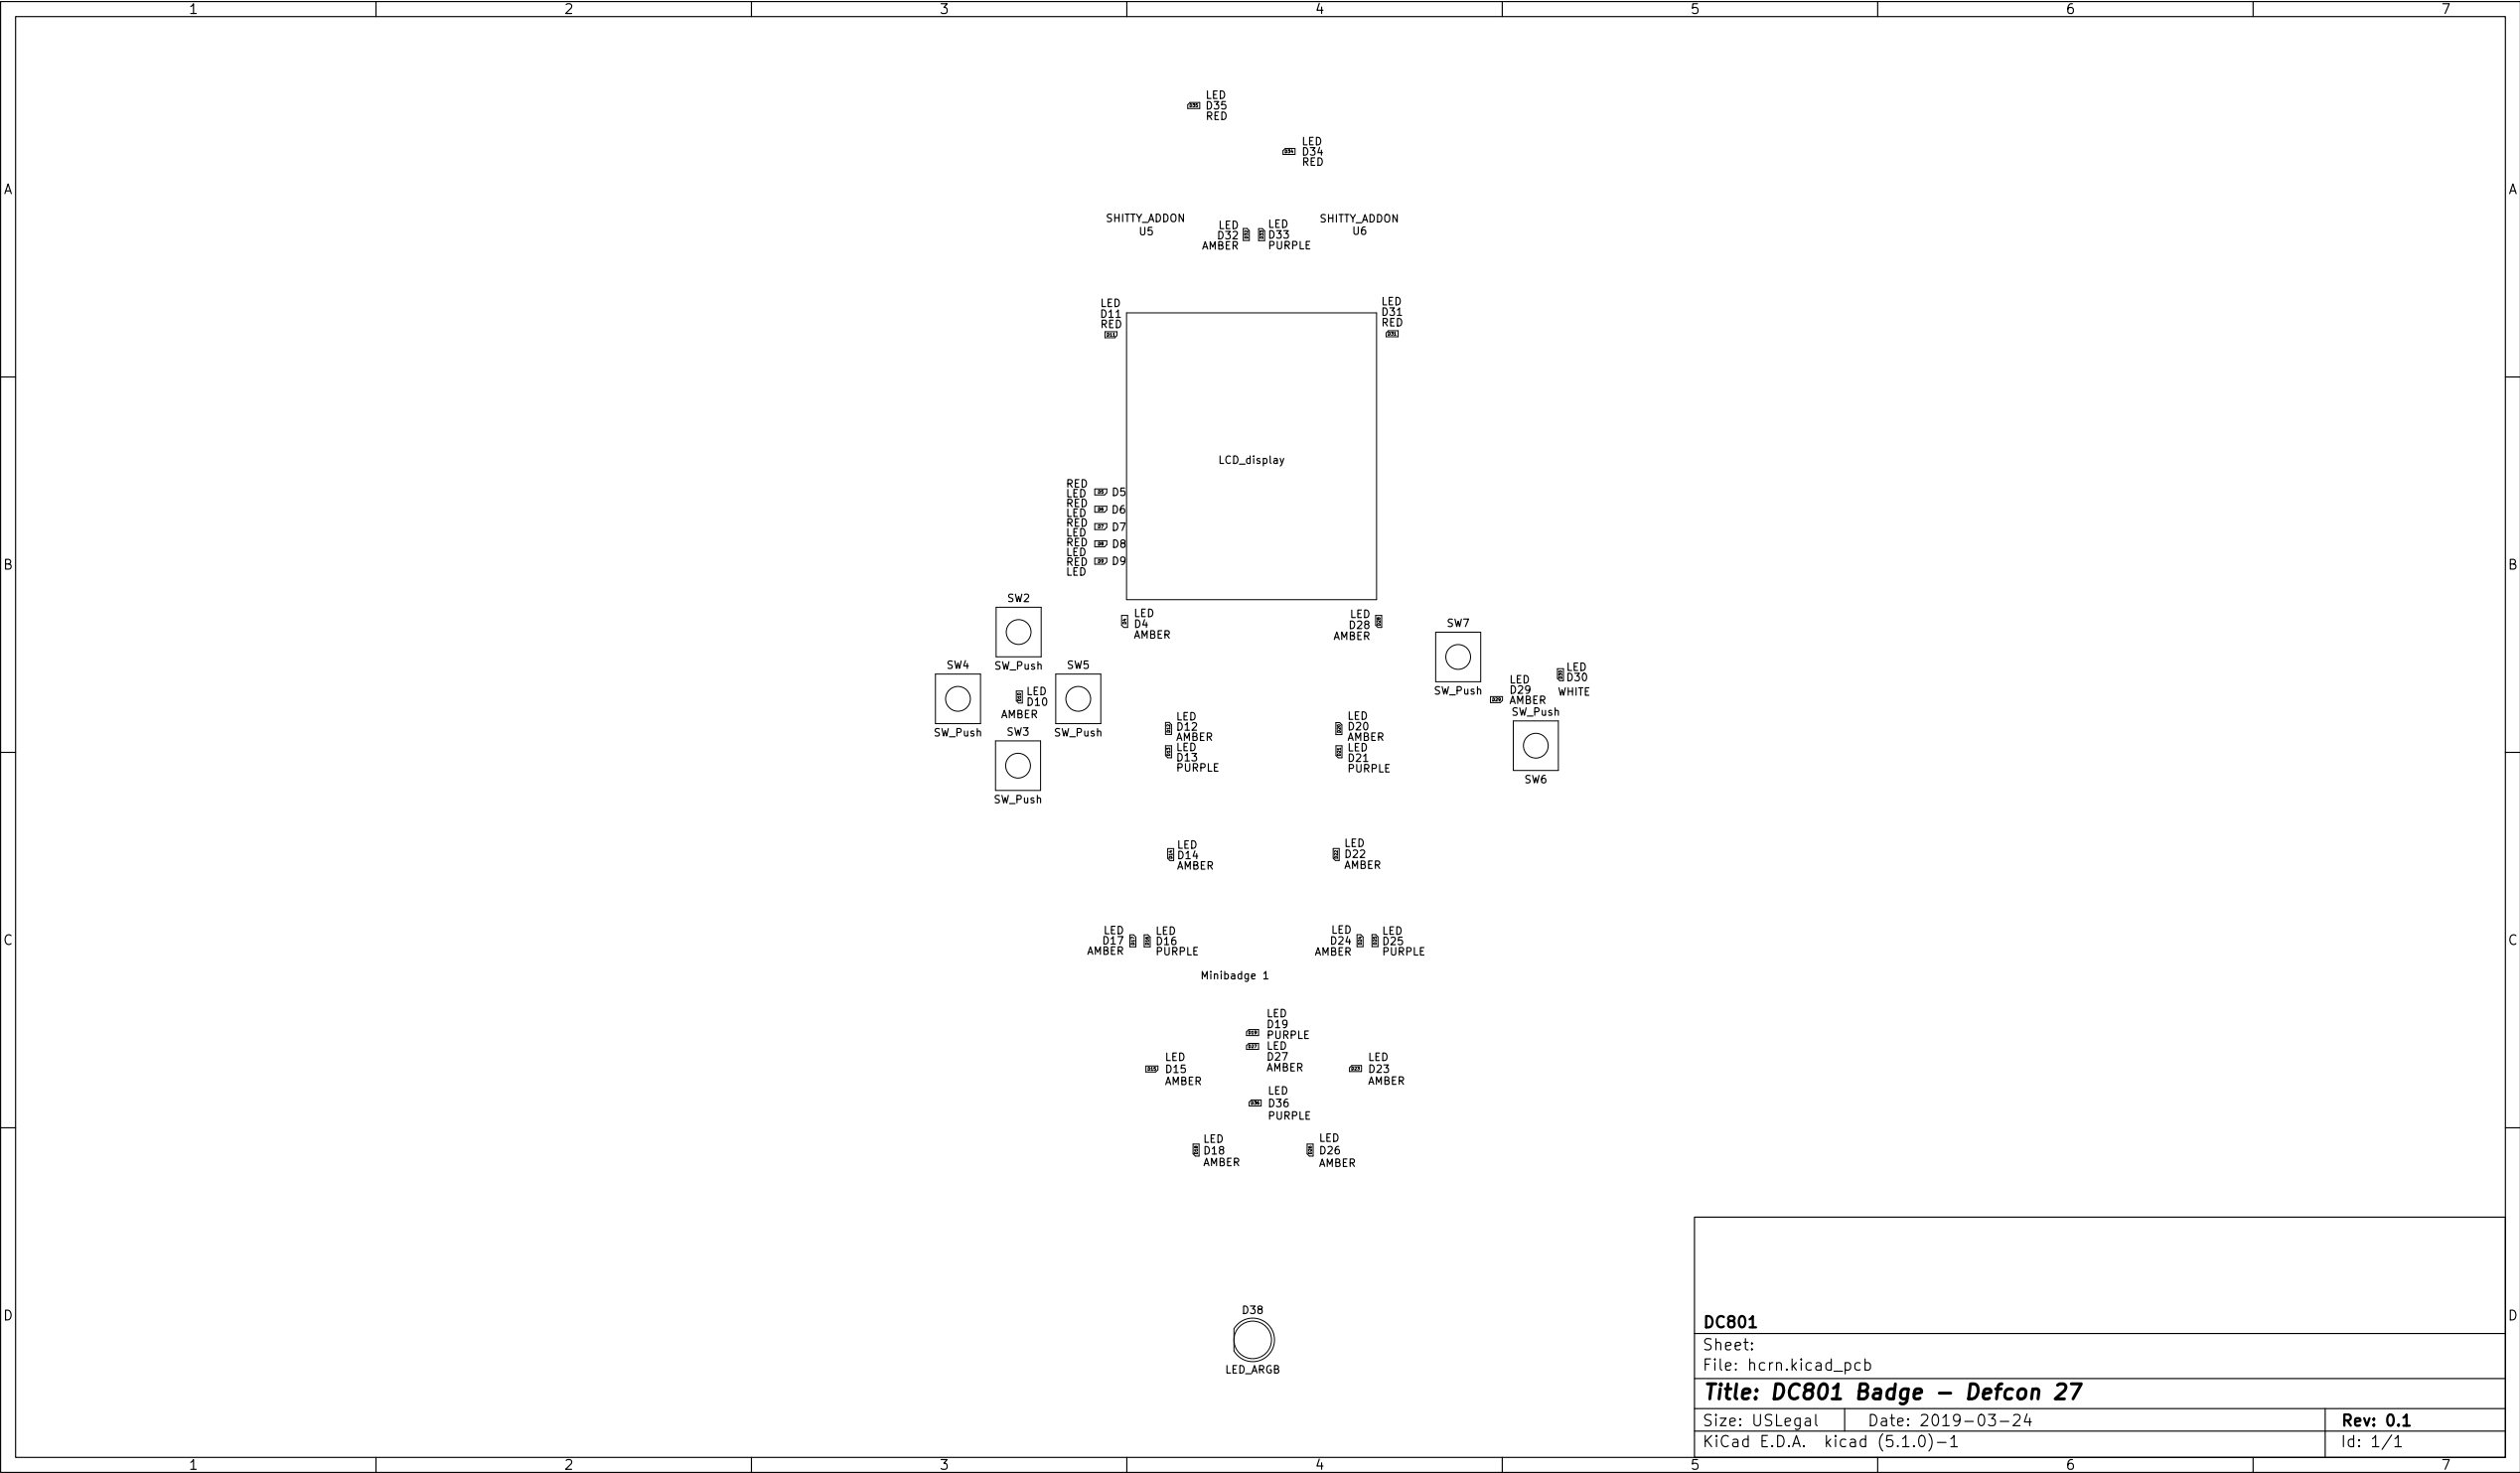 1 2 3 4 5 6 7
A A
LED
D35
RED
LED
D34
RED
SHITTY_ADDON
U5
LED
D32
AMBER
LED
D33
PURPLE
SHITTY_ADDON
U6
LED
D11
RED
LED
D31
RED
LCD_display
RED
LED
RED
LED
RED
LED
RED
LED
RED
LED
D5
D6
D7
D8
D9
B B
SW2
SW_Push
SW4
SW_Push
LED
D10
AMBER
SW5
SW_Push
SW3
SW_Push
LED
D4
AMBER
LED
D28
AMBER
SW7
SW_Push
LED
D30
WHITE
LED
D29
AMBER
SW_Push
SW6
LED
D12
AMBER
LED
D13
PURPLE
LED
D20
AMBER
LED
D21
PURPLE
LED
D14
AMBER
LED
D22
AMBER
C C
LED
D17
AMBER
LED
D16
PURPLE
LED
D24
AMBER
LED
D25
PURPLE
Minibadge 1
LED
D19
PURPLE
LED
D27
AMBER
LED
D15
AMBER
LED
D23
AMBER
LED
D36
PURPLE
LED
D18
AMBER
LED
D26
AMBER
D D
D38
LED_ARGB
DC801
Sheet:
File: hcrn.kicad_pcb
Title: DC801 Badge – Defcon 27
Size: USLegal Date: 2019-03-24 Rev: 0.1
KiCad E.D.A. kicad (5.1.0)-1 Id: 1/1
1 2 3 4 5 6 7